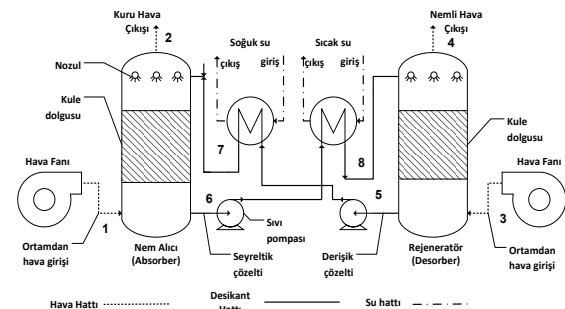 Kuru Hava
Çıkışı
2
Nemli Hava
Çıkışı
4
Nozul
Soğuk su
çıkış
giriş
Sıcak su
çıkış
giriş
Kule
dolgusu
Kule
dolgusu
Hava Fanı
Hava Fanı
7
8
6
5
1
3
Sıvı
pompası
Ortamdan
hava girişi
Nem Alıcı
(Absorber)
Seyreltik
çözelti
Derişik
çözelti
Rejeneratör
(Desorber)
Ortamdan
hava girişi
Hava Hattı
Desikant
Hattı
Su hattı